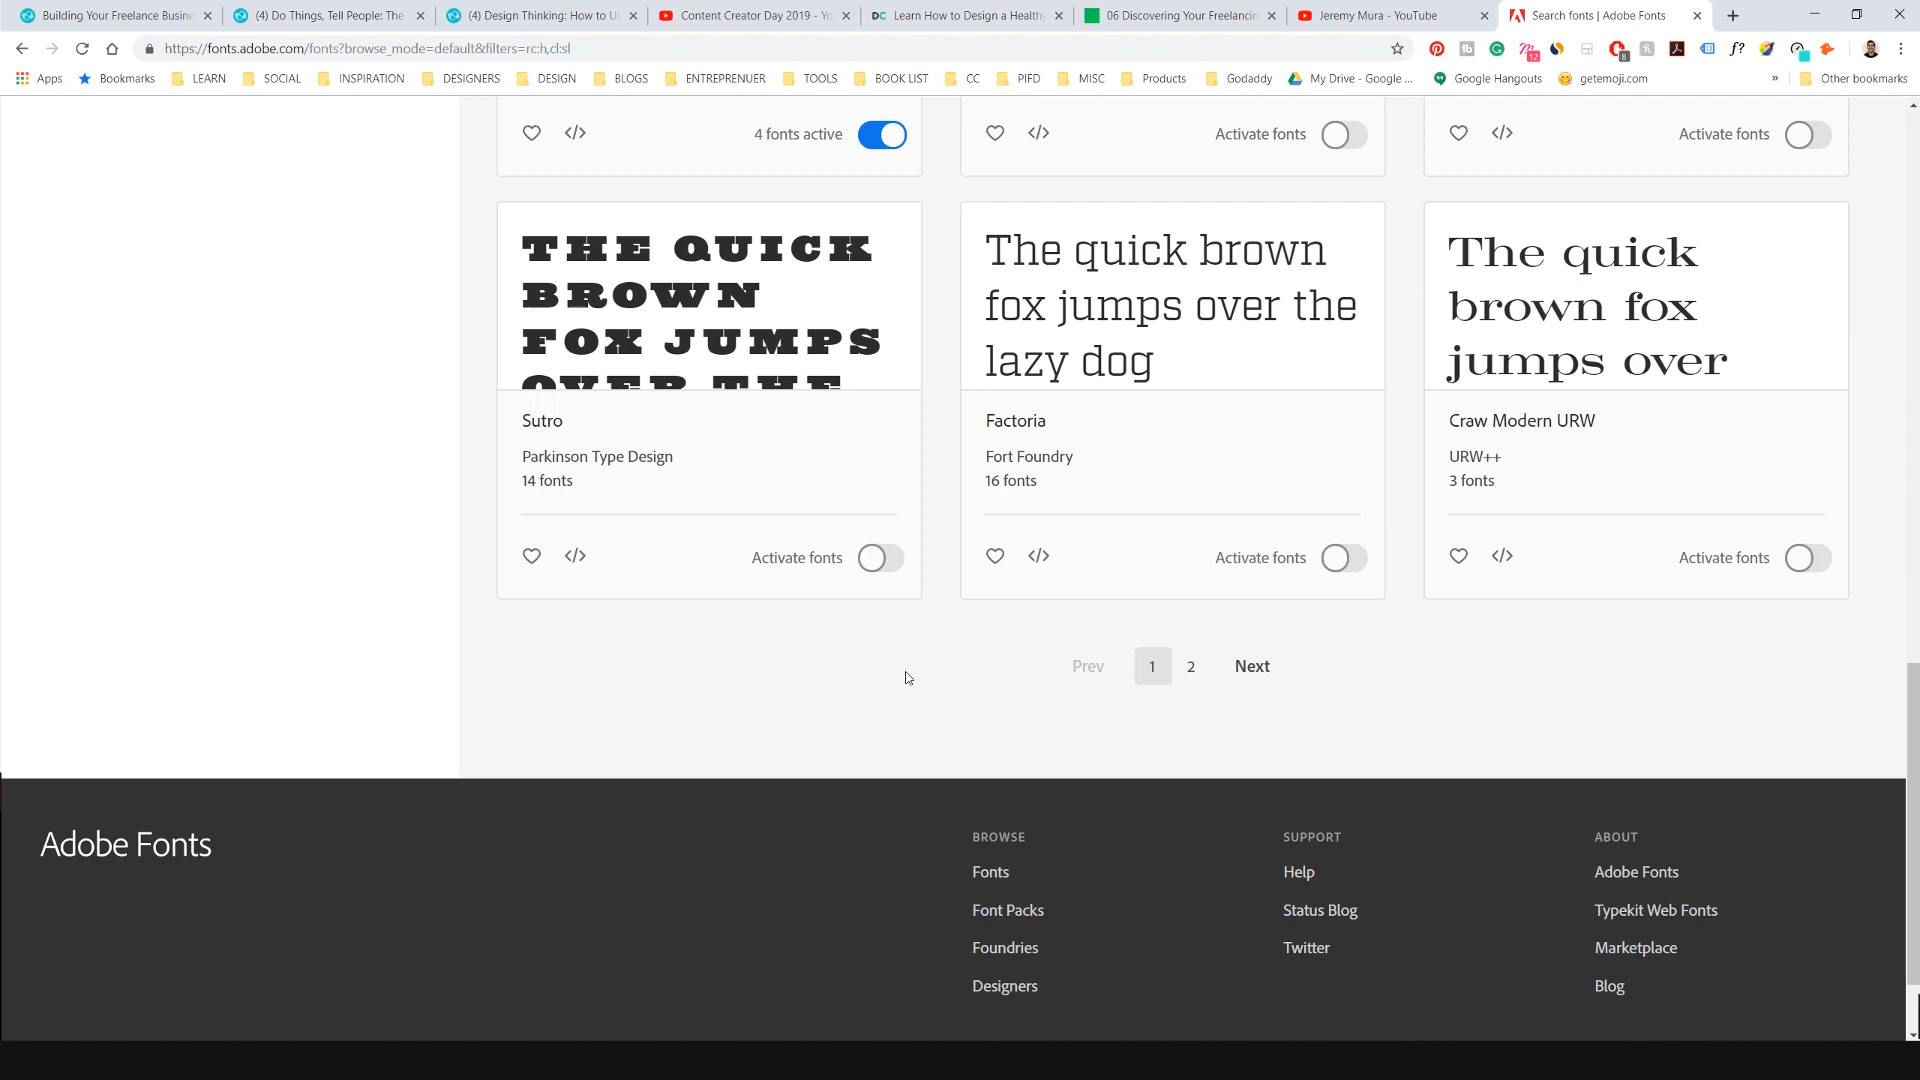 Building Your Freelance Busine
(4) Do Things, Tell People: The
(4) Design Thinking: How to Us
Content Creator Day 2019 - Yo
DC Learn How to Design a Healthy
06 Discovering Your Freelancin
Jeremy Mura - YouTube
Search fonts | Adobe Fonts
https://fonts.adobe.com/fonts?browse_mode=default&filters=rc:h,cl:sl
12
8
f?
Apps
Bookmarks
LEARN
SOCIAL
INSPIRATION
DESIGNERS
DESIGN
BLOGS
ENTREPRENUER
TOOLS
BOOK LIST
CC
PIFD
MISC
Products
Godaddy
My Drive - Google ...
Google Hangouts
getemoji.com
»
Other bookmarks
</> 4 fonts active
</> Activate fonts
</> Activate fonts
THE QUICK
BROWN
FOX JUMPS
OVER THE
Sutro
Parkinson Type Design
14 fonts
</> Activate fonts
The quick brown
fox jumps over the
lazy dog
Factoria
Fort Foundry
16 fonts
</> Activate fonts
The quick
brown fox
jumps over
Craw Modern URW
URW++
3 fonts
</> Activate fonts
Prev 1 2 Next
Adobe Fonts
BROWSE
Fonts
Font Packs
Foundries
Designers
SUPPORT
Help
Status Blog
Twitter
ABOUT
Adobe Fonts
Typekit Web Fonts
Marketplace
Blog